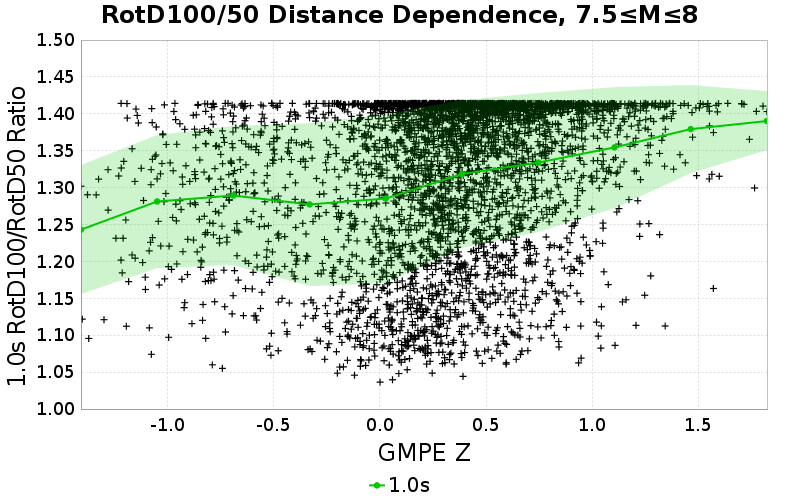 RotD100/50 Distance Dependence, 7.5≤M≤8
1.0s RotD100/RotD50 Ratio
1.50
1.45
1.40
1.35
1.30
1.25
1.20
1.15
1.10
1.05
1.00
-1.0 -0.5 0.0 0.5 1.0 1.5
GMPE Z
1.0s